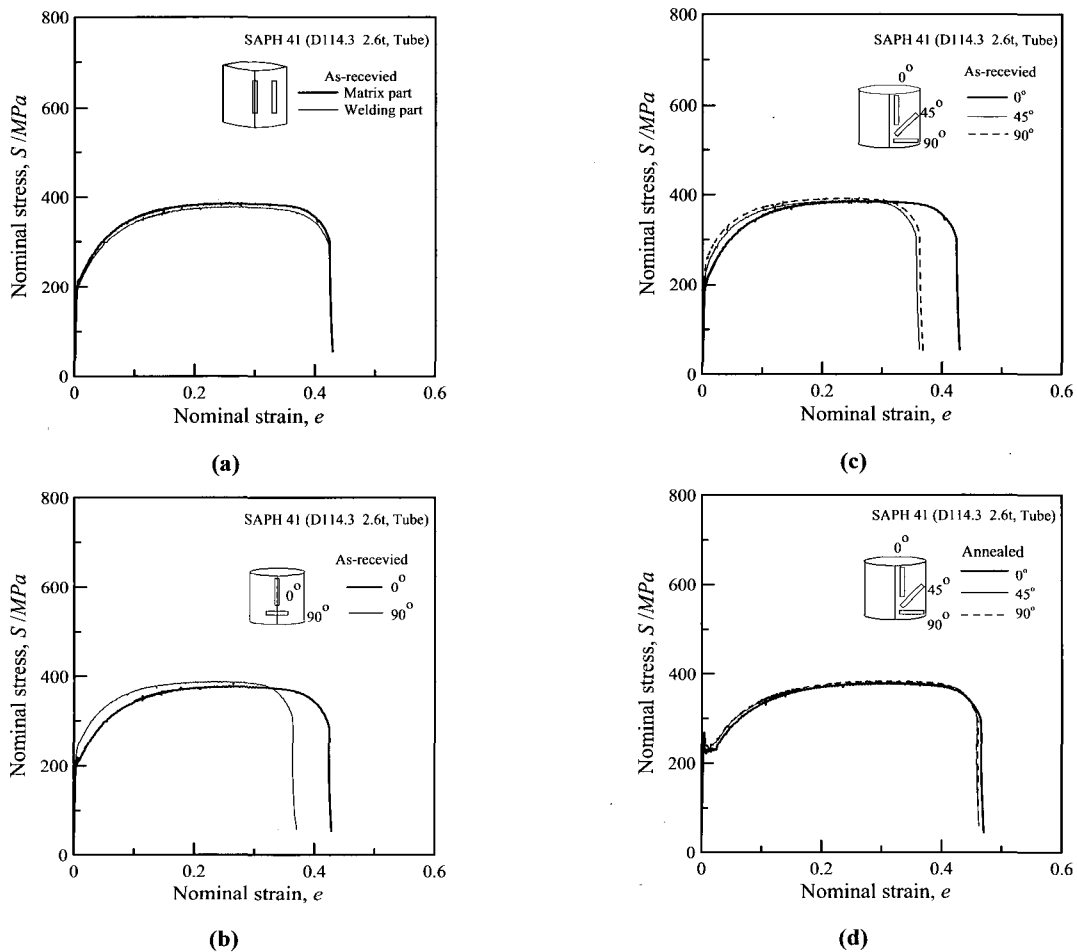 800
600
400
200
0
Nominal stress, S /MPa
SAPH 41 (D114.3 2.6t, Tube)
As-recevied
Matrix part
Welding part
0
0.2
0.4
0.6
Nominal strain, e
(a)
800
600
400
200
0
Nominal stress, S /MPa
SAPH 41 (D114.3 2.6t, Tube)
As-recevied
0°
90°
0°
90°
0
0.2
0.4
0.6
Nominal strain, e
(b)
800
600
400
200
0
Nominal stress, S /MPa
SAPH 41 (D114.3 2.6t, Tube)
0°
45°
90°
As-recevied
0°
45°
90°
0
0.2
0.4
0.6
Nominal strain, e
(c)
800
600
400
200
0
Nominal stress, S /MPa
SAPH 41 (D114.3 2.6t, Tube)
0°
45°
90°
Annealed
0°
45°
90°
0
0.2
0.4
0.6
Nominal strain, e
(d)